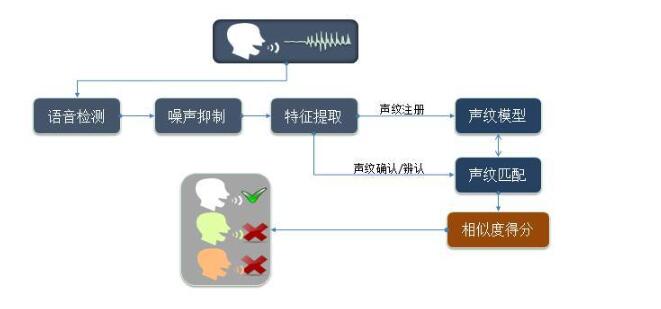 语音检测
噪声抑制
特征提取
声纹注册
声纹模型
声纹确认/辨认
声纹匹配
相似度得分